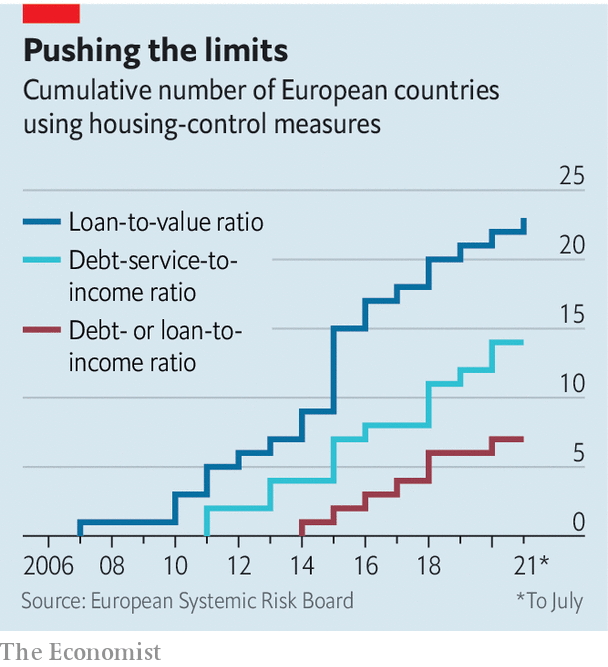 Pushing the limits
Cumulative number of European countries
using housing-control measures
25
Loan-to-value ratio
20
Debt-service-to-
income ratio
15
Debt- or loan-to-
income ratio
10
5
0
2006 08 10 12 14 16 18 21*
Source: European Systemic Risk Board *To July
The Economist